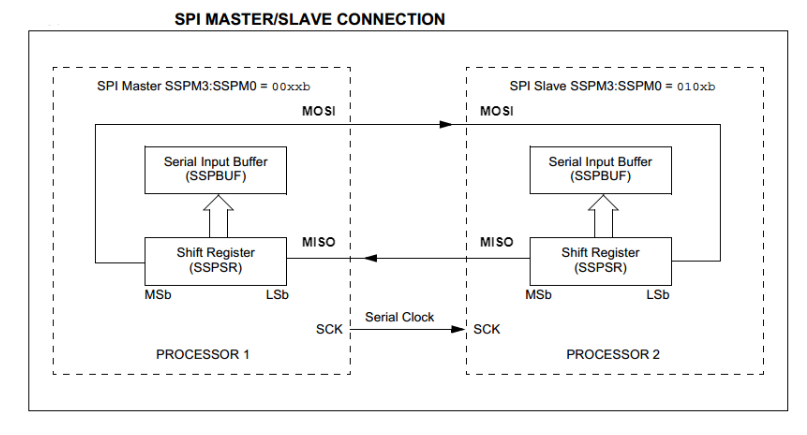 SPI MASTER/SLAVE CONNECTION
SPI Master SSPM3:SSPM0 = 00xxb
MOSI
Serial Input Buffer
(SSPBUF)
Shift Register
(SSPSR)
MSb
LSb
MISO
SCK
PROCESSOR 1
Serial Clock
SPI Slave SSPM3:SSPM0 = 010xb
MOSI
Serial Input Buffer
(SSPBUF)
MISO
Shift Register
(SSPSR)
MSb
LSb
SCK
PROCESSOR 2